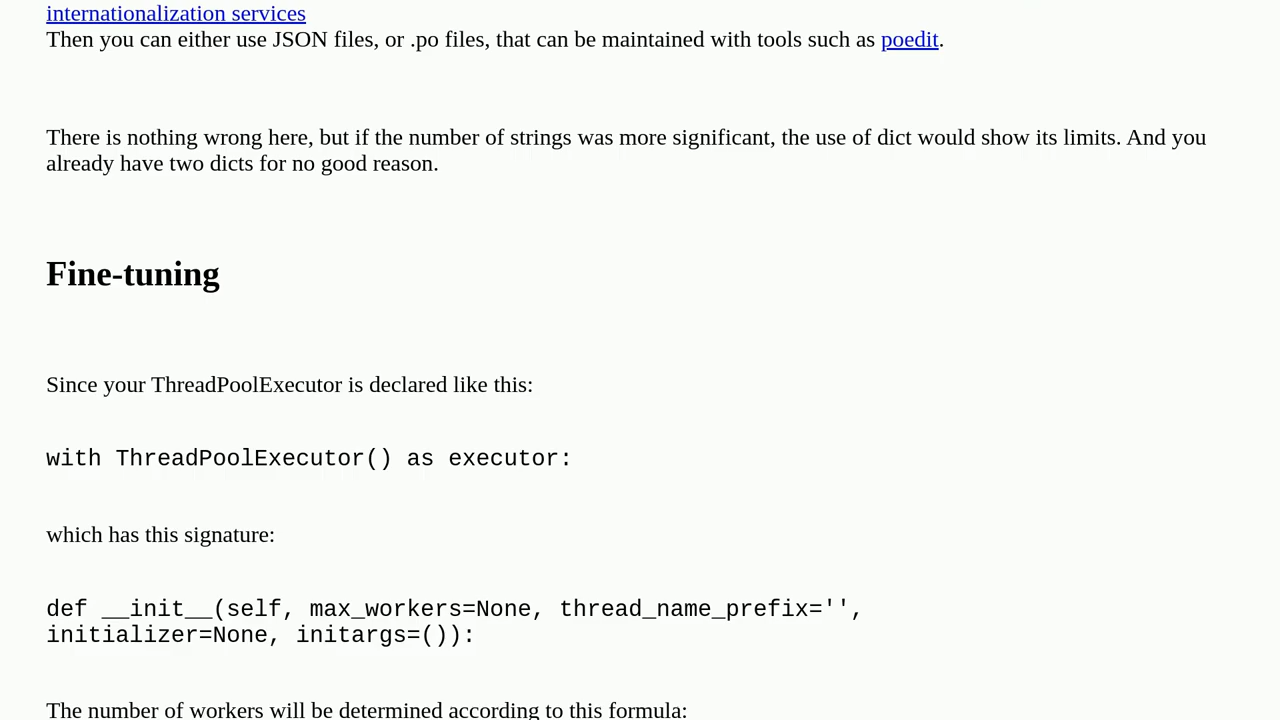 internationalization services
Then you can either use JSON files, or .po files, that can be maintained with tools such as poedit.
There is nothing wrong here, but if the number of strings was more significant, the use of dict would show its limits. And you
already have two dicts for no good reason.
Fine-tuning
Since your ThreadPoolExecutor is declared like this:
with ThreadPoolExecutor() as executor:
which has this signature:
def __init__(self, max_workers=None, thread_name_prefix='',
initializer=None, initargs=()):
The number of workers will be determined according to this formula: